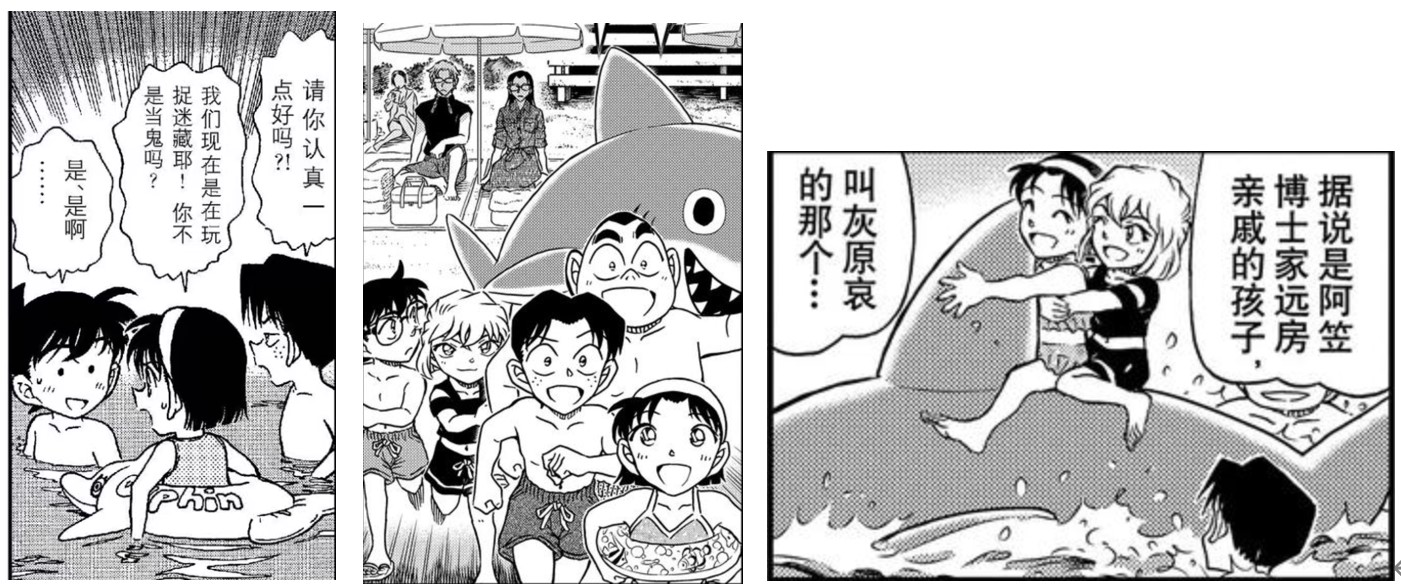 请你认真一
点好吗?!
我们现在是在玩
捉迷藏耶！你不
是当鬼吗？
是、是啊
……
phin
据说是阿笠
博士家远房
亲戚的孩子，
叫灰原哀
的那个…